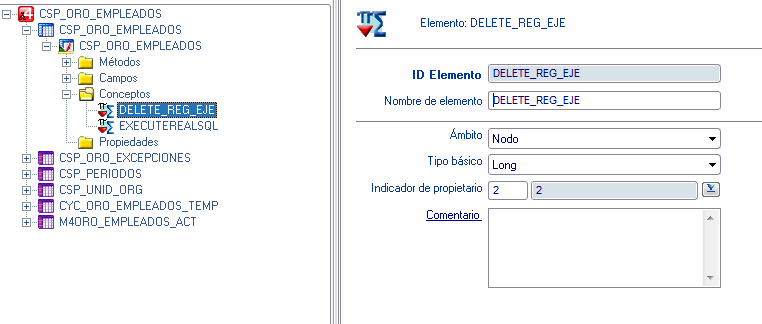 CSP_ORO_EMPLEADOS
CSP_ORO_EMPLEADOS
CSP_ORO_EMPLEADOS
Métodos
Campos
Conceptos
DELETE_REG_EJE
EXECUTEREALSQL
Propiedades
CSP_ORO_EXCEPCIONES
CSP_PERIODOS
CSP_UNID_ORG
CYC_ORO_EMPLEADOS_TEMP
M4ORO_EMPLEADOS_ACT
Elemento: DELETE_REG_EJE
ID Elemento DELETE_REG_EJE
Nombre de elemento DELETE_REG_EJE
Ámbito Nodo
Tipo básico Long
Indicador de propietario 2 2
Comentario